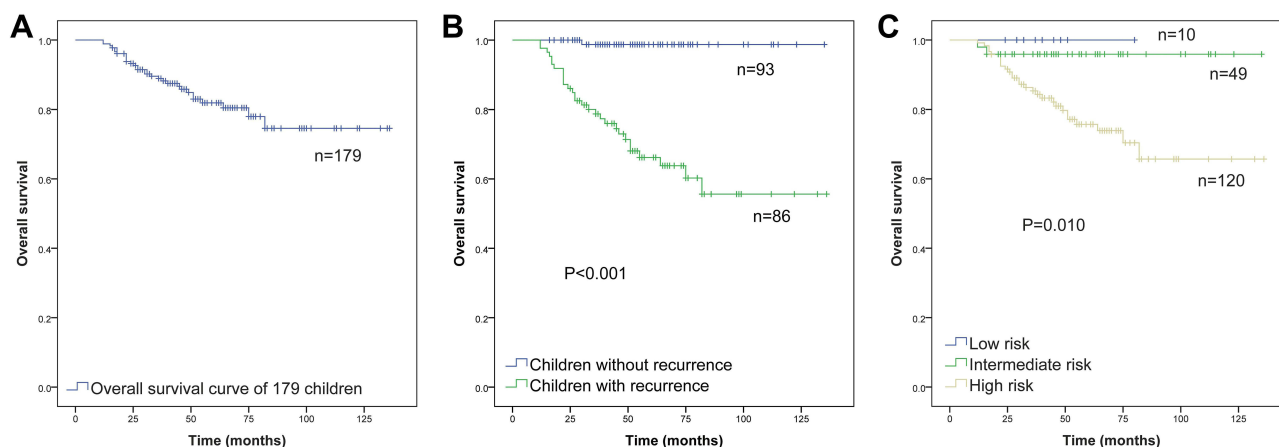 A
Overall survival
1.0
0.8
0.6
0.4
0.2
0.0
n=179
Overall survival curve of 179 children
0 25 50 75 100 125
Time (months)
B
Overall survival
1.0
0.8
0.6
0.4
0.2
0.0
n=93
n=86
P<0.001
Children without recurrence
Children with recurrence
0 25 50 75 100 125
Time (months)
C
Overall survival
1.0
0.8
0.6
0.4
0.2
0.0
n=10
n=49
n=120
P=0.010
Low risk
Intermediate risk
High risk
0 25 50 75 100 125
Time (months)